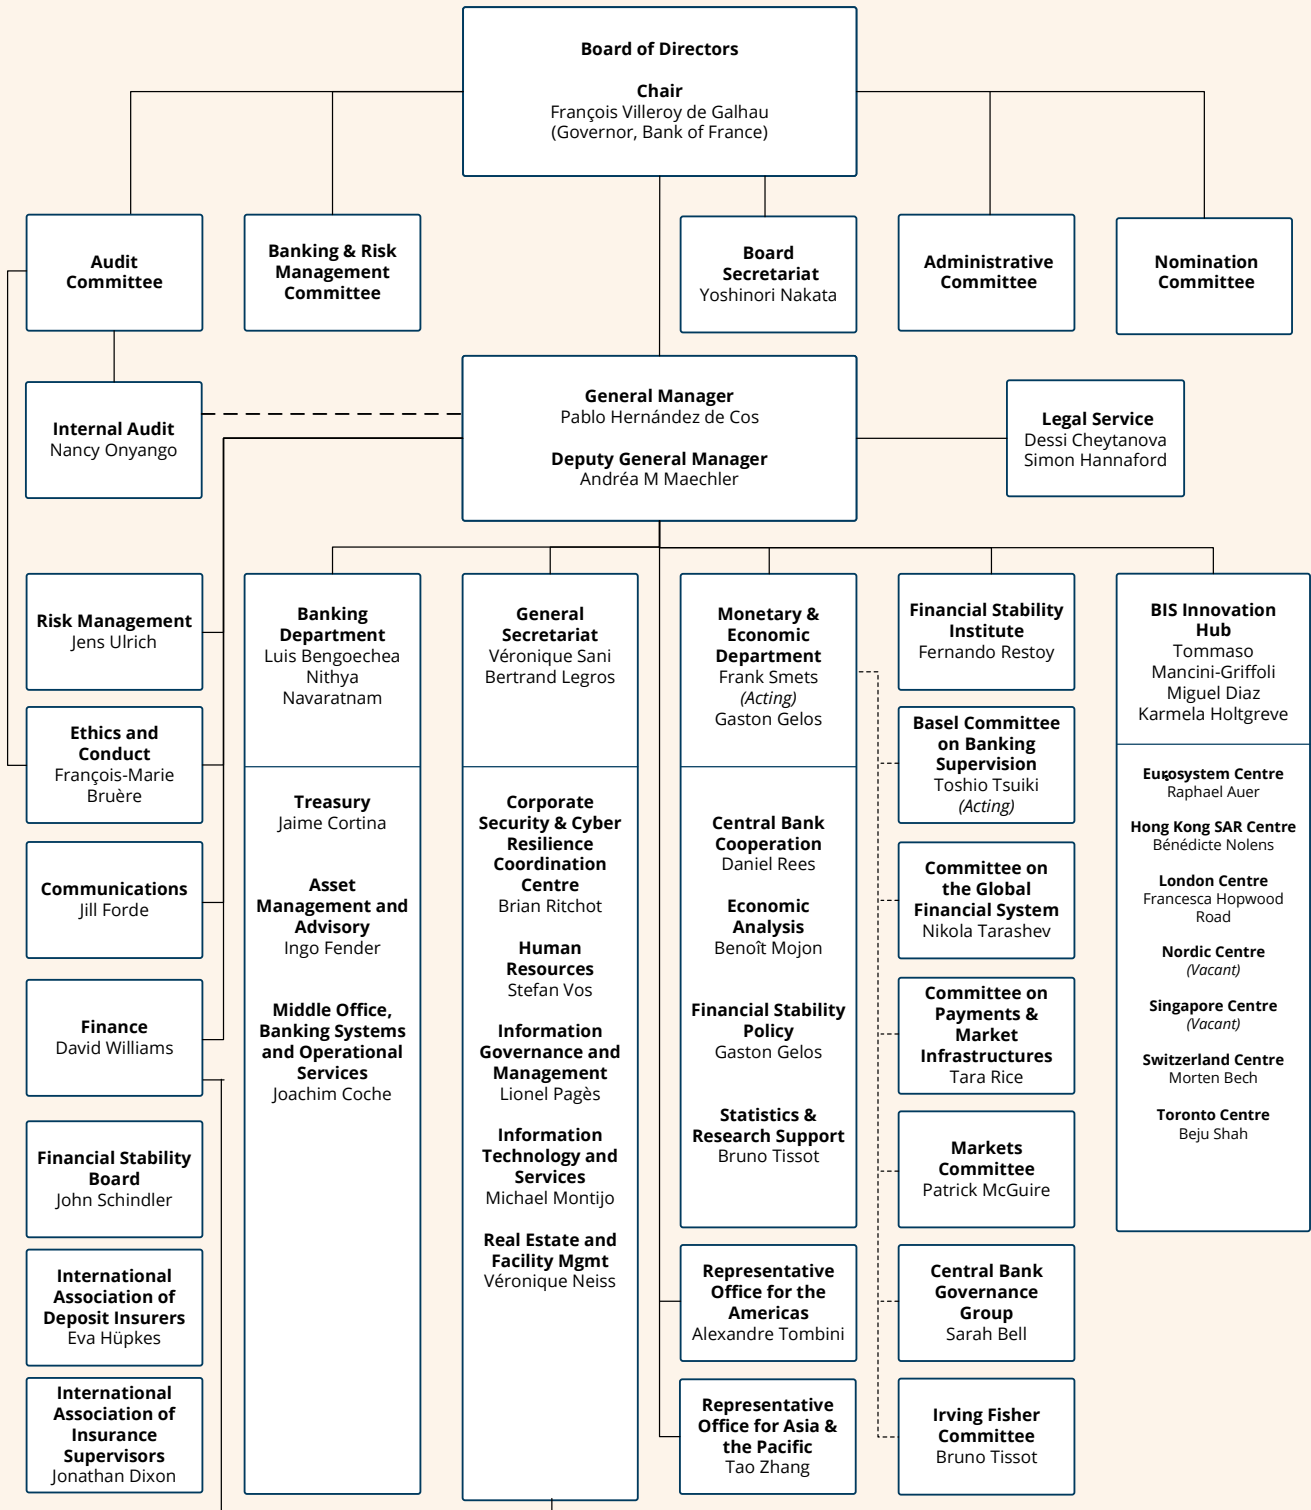 Board of Directors
Chair
François Villeroy de Galhau
(Governor, Bank of France)
Audit
Committee
Banking & Risk
Management
Committee
Board
Secretariat
Yoshinori Nakata
Administrative
Committee
Nomination
Committee
Internal Audit
Nancy Onyango
General Manager
Pablo Hernández de Cos
Deputy General Manager
Andréa M Maechler
Legal Service
Dessi Cheytanova
Simon Hannaford
Risk Management
Jens Ulrich
Ethics and
Conduct
François-Marie
Bruère
Communications
Jill Forde
Finance
David Williams
Financial Stability
Board
John Schindler
International
Association of
Deposit Insurers
Eva Hüpkes
International
Association of
Insurance
Supervisors
Jonathan Dixon
Banking
Department
Luis Bengoechea
Nithya
Navaratnam
Treasury
Jaime Cortina
Asset
Management and
Advisory
Ingo Fender
Middle Office,
Banking Systems
and Operational
Services
Joachim Coche
General
Secretariat
Véronique Sani
Bertrand Legros
Corporate
Security & Cyber
Resilience
Coordination
Centre
Brian Ritchot
Human
Resources
Stefan Vos
Information
Governance and
Management
Lionel Pagès
Information
Technology and
Services
Michael Montijo
Real Estate and
Facility Mgmt
Véronique Neiss
Monetary &
Economic
Department
Frank Smets
(Acting)
Gaston Gelos
Central Bank
Cooperation
Daniel Rees
Economic
Analysis
Benoît Mojon
Financial Stability
Policy
Gaston Gelos
Statistics &
Research Support
Bruno Tissot
Representative
Office for the
Americas
Alexandre Tombini
Representative
Office for Asia &
the Pacific
Tao Zhang
Financial Stability
Institute
Fernando Restoy
Basel Committee
on Banking
Supervision
Toshio Tsuiki
(Acting)
Committee on
the Global
Financial System
Nikola Tarashev
Committee on
Payments &
Market
Infrastructures
Tara Rice
Markets
Committee
Patrick McGuire
Central Bank
Governance
Group
Sarah Bell
Irving Fisher
Committee
Bruno Tissot
BIS Innovation
Hub
Tommaso
Mancini-Griffoli
Miguel Diaz
Karmela Holtgreve
Eurosystem Centre
Raphael Auer
Hong Kong SAR Centre
Bénédicte Nolens
London Centre
Francesca Hopwood
Road
Nordic Centre
(Vacant)
Singapore Centre
(Vacant)
Switzerland Centre
Morten Bech
Toronto Centre
Beju Shah